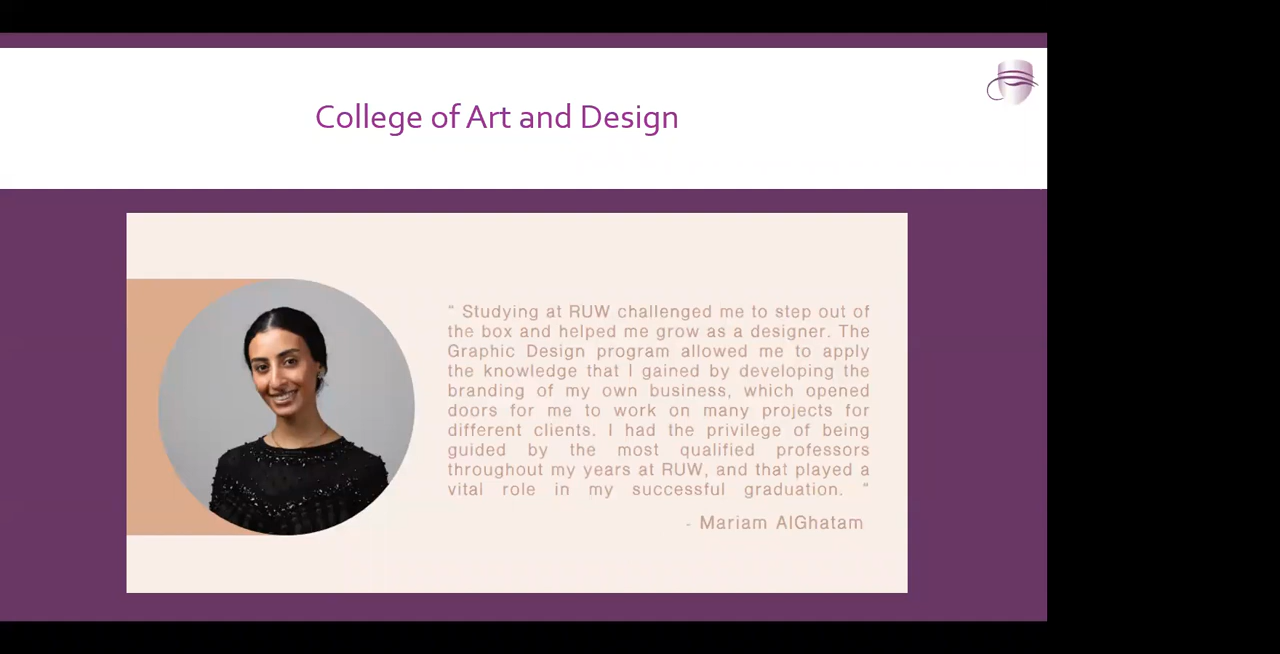 College of Art and Design
" Studying at RUW challenged me to step out of
the box and helped me grow as a designer. The
Graphic Design program allowed me to apply
the knowledge that I gained by developing the
branding of my own business, which opened
doors for me to work on many projects for
different clients. I had the privilege of being
guided by the most qualified professors
throughout my years at RUW, and that played a
vital role in my successful graduation. "
- Mariam AlGhatam